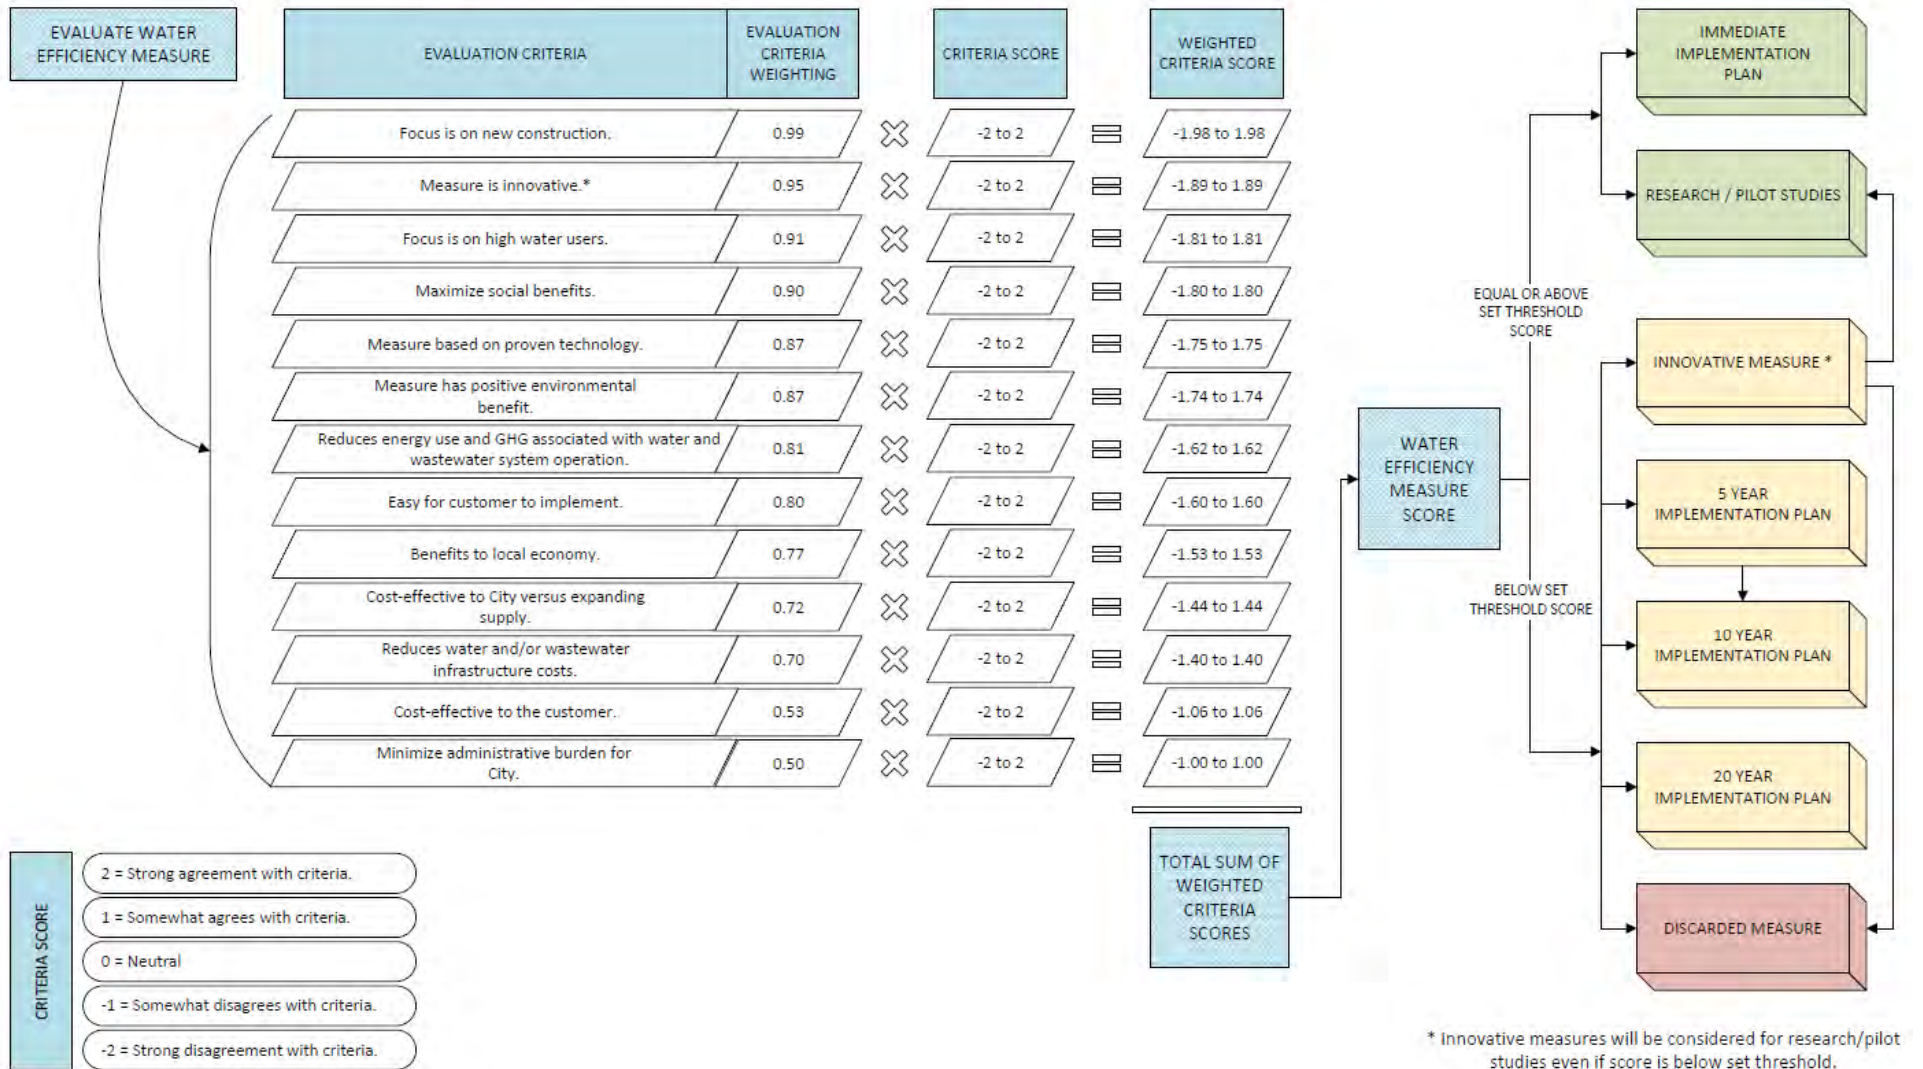 EVALUATE WATER
EFFICIENCY MEASURE
EVALUATION CRITERIA
EVALUATION
CRITERIA
WEIGHTING
CRITERIA SCORE
WEIGHTED
CRITERIA SCORE
Focus is on new construction.
0.99
-2 to 2
-1.98 to 1.98
Measure is innovative.*
0.95
-2 to 2
-1.89 to 1.89
Focus is on high water users.
0.91
-2 to 2
-1.81 to 1.81
Maximize social benefits.
0.90
-2 to 2
-1.80 to 1.80
Measure based on proven technology.
0.87
-2 to 2
-1.75 to 1.75
Measure has positive environmental
benefit.
0.87
-2 to 2
-1.74 to 1.74
Reduces energy use and GHG associated with water and
wastewater system operation.
0.81
-2 to 2
-1.62 to 1.62
Easy for customer to implement.
0.80
-2 to 2
-1.60 to 1.60
Benefits to local economy.
0.77
-2 to 2
-1.53 to 1.53
Cost-effective to City versus expanding
supply.
0.72
-2 to 2
-1.44 to 1.44
Reduces water and/or wastewater
infrastructure costs.
0.70
-2 to 2
-1.40 to 1.40
Cost-effective to the customer.
0.53
-2 to 2
-1.06 to 1.06
Minimize administrative burden for
City.
0.50
-2 to 2
-1.00 to 1.00
TOTAL SUM OF
WEIGHTED
CRITERIA
SCORES
WATER
EFFICIENCY
MEASURE
SCORE
EQUAL OR ABOVE
SET THRESHOLD
SCORE
BELOW SET
THRESHOLD SCORE
IMMEDIATE
IMPLEMENTATION
PLAN
RESEARCH / PILOT STUDIES
INNOVATIVE MEASURE *
5 YEAR
IMPLEMENTATION PLAN
10 YEAR
IMPLEMENTATION PLAN
20 YEAR
IMPLEMENTATION PLAN
DISCARDED MEASURE
CRITERIA SCORE
2 = Strong agreement with criteria.
1 = Somewhat agrees with criteria.
0 = Neutral
-1 = Somewhat disagrees with criteria.
-2 = Strong disagreement with criteria.
* Innovative measures will be considered for research/pilot
studies even if score is below set threshold.